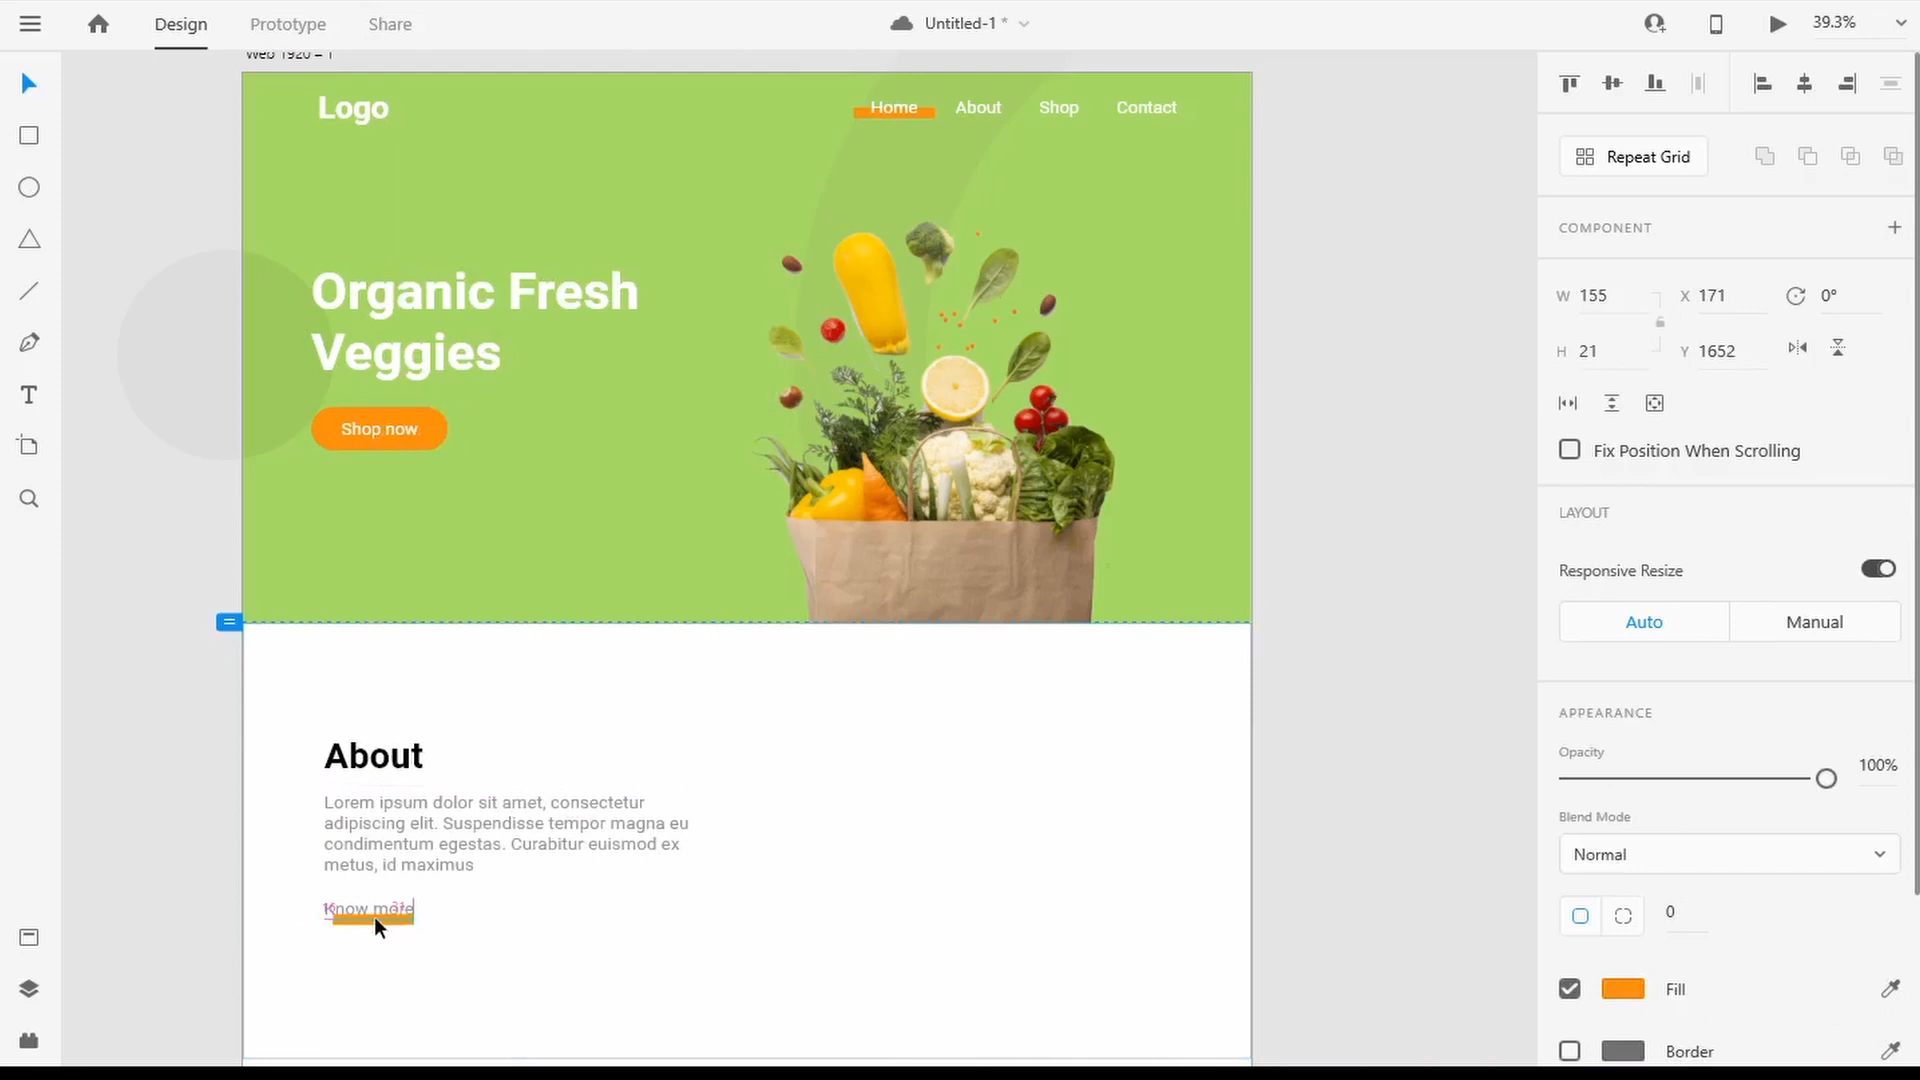 Design Prototype Share
Untitled-1 *
39.3%
Web 1920 – 1
Logo
Home About Shop Contact
Organic Fresh
Veggies
Shop now
About
Lorem ipsum dolor sit amet, consectetur
adipiscing elit. Suspendisse tempor magna eu
condimentum egestas. Curabitur euismod ex
metus, id maximus
Know more
Repeat Grid
COMPONENT
W 155 X 171 0°
H 21 Y 1652
Fix Position When Scrolling
LAYOUT
Responsive Resize
Auto Manual
APPEARANCE
Opacity
100%
Blend Mode
Normal
0
Fill
Border